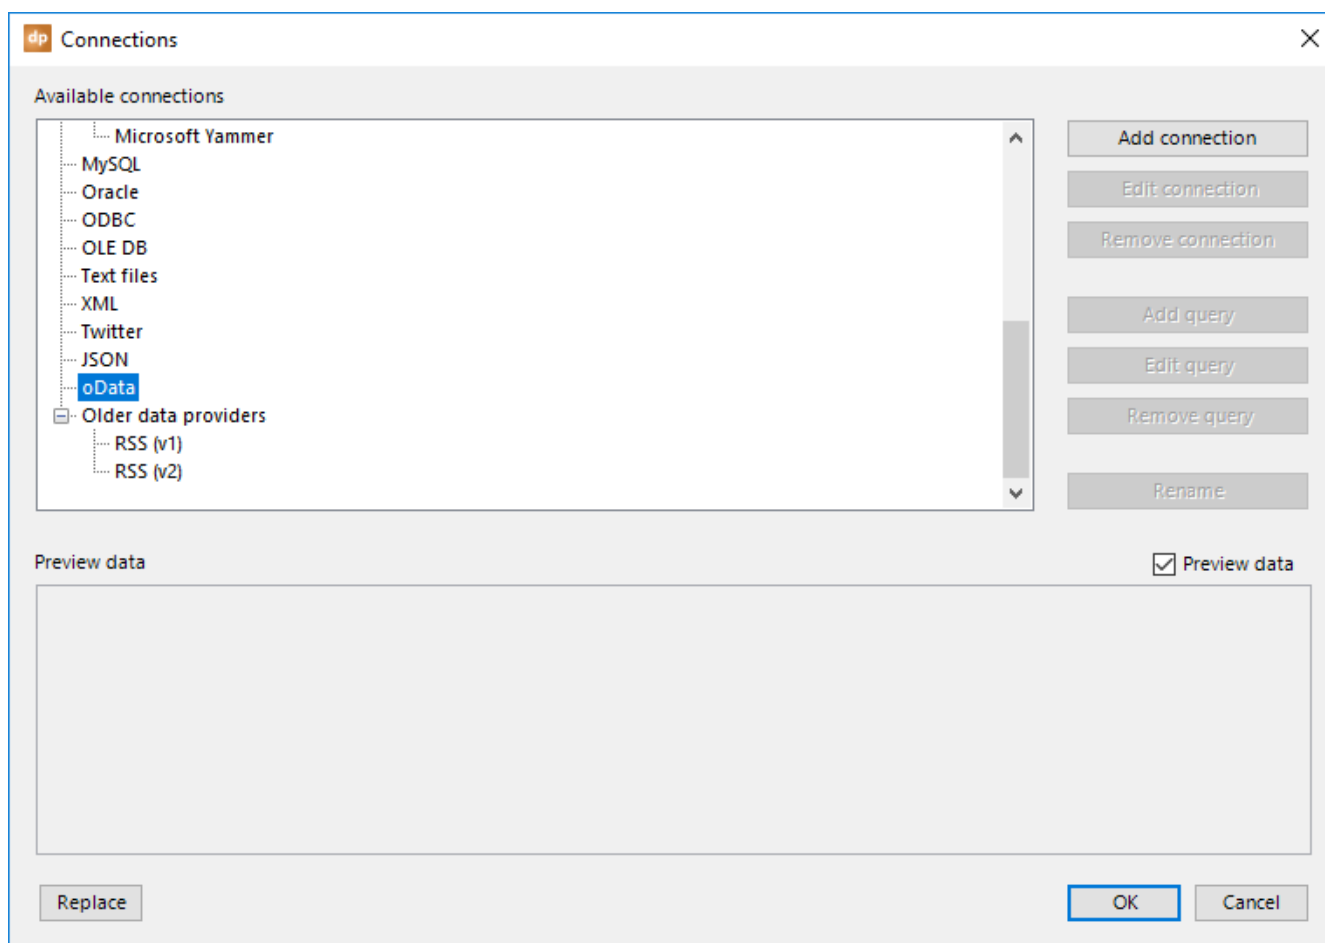 dp Connections
Available connections
Microsoft Yammer
MySQL
Oracle
ODBC
OLE DB
Text files
XML
Twitter
JSON
oData
Older data providers
RSS (v1)
RSS (v2)
Add connection
Edit connection
Remove connection
Add query
Edit query
Remove query
Rename
Preview data
Preview data
Replace
OK
Cancel